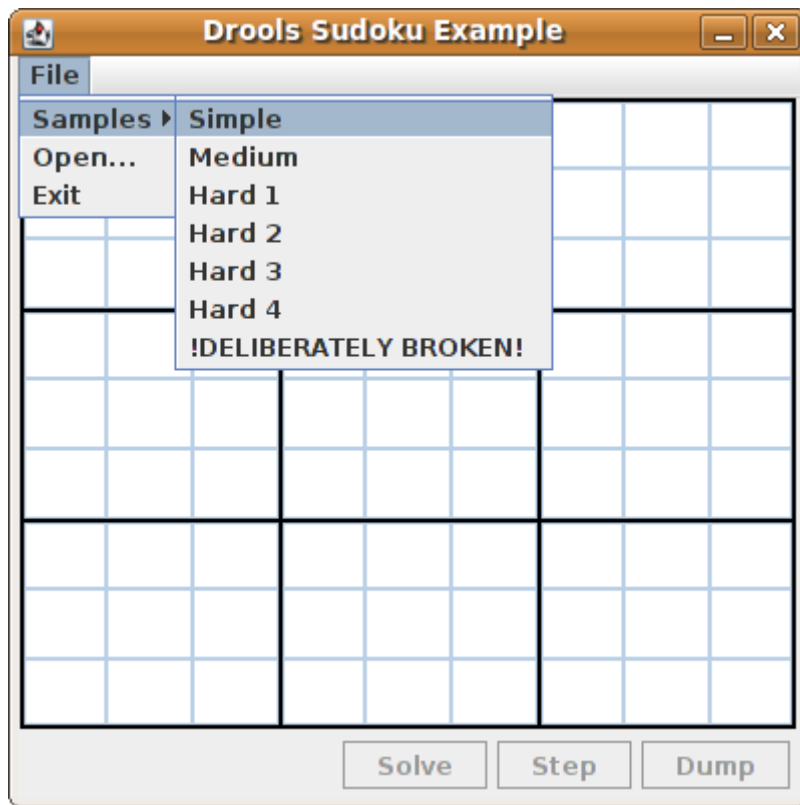 Drools Sudoku Example
File
Samples
Simple
Open...
Medium
Exit
Hard 1
Hard 2
Hard 3
Hard 4
!DELIBERATELY BROKEN!
Solve
Step
Dump